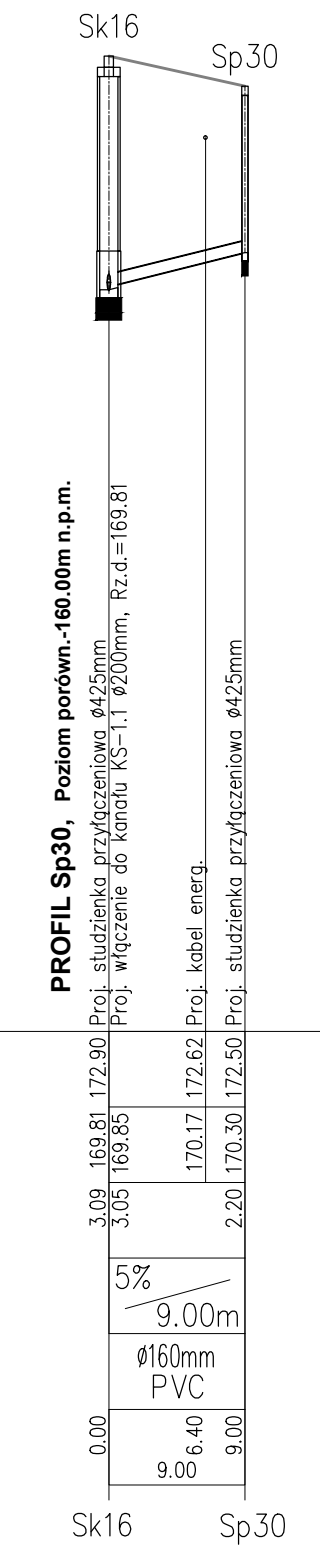 Sk16
Sp30
PROFIL Sp30, Poziom porówn.-160.00m n.p.m.
Proj. studzienka przyłączeniowa ø425mm
Proj. włączenie do kanału KS-1.1 ø200mm, Rz.d.=169.81
Proj. kabel energ.
Proj. studzienka przyłączeniowa ø425mm
172.90
172.62
172.50
169.81
169.85
170.17
170.30
3.09
3.05
2.20
5%
9.00m
ø160mm
PVC
0.00
6.40
9.00
9.00
Sk16
Sp30